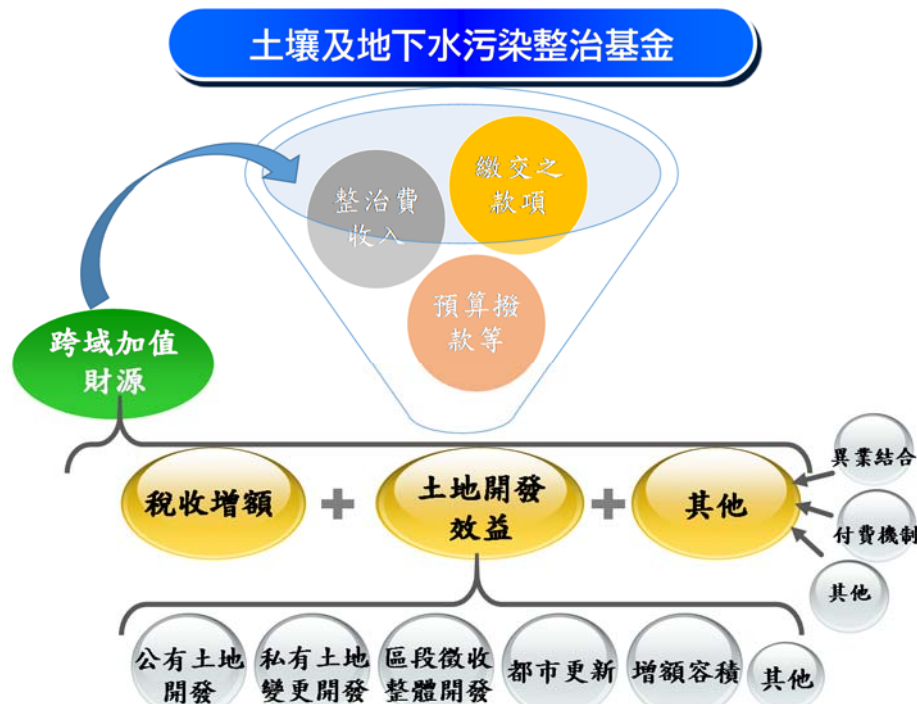 土壤及地下水污染整治基金
繳交之
款項
整治費
收入
預算撥
款等
跨域加值
財源
稅收增額
+
土地開發
效益
+
其他
異業結合
付費機制
其他
公有土地
開發
私有土地
變更開發
區段徵收
整體開發
都市更新
增額容積
其他